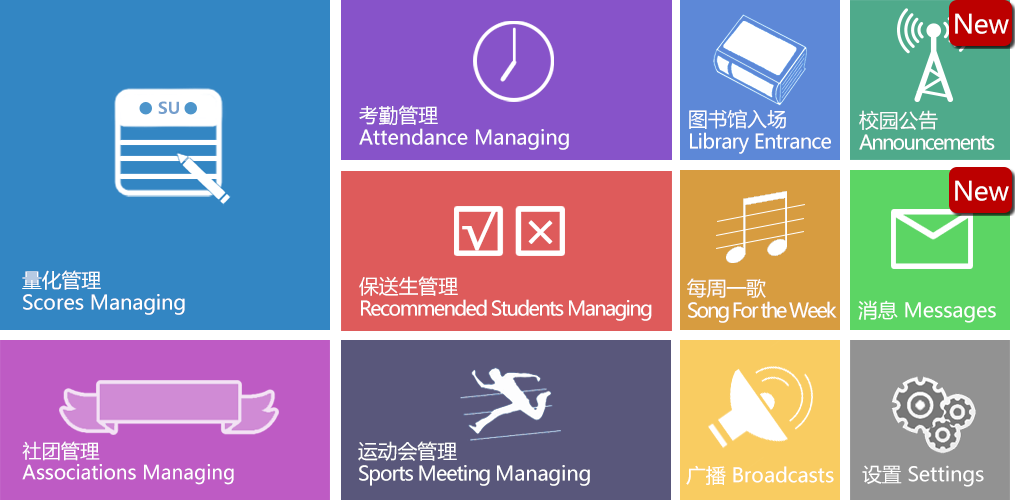 SU
量化管理
Scores Managing
考勤管理
Attendance Managing
图书馆入场
Library Entrance
New
校园公告
Announcements
保送生管理
Recommended Students Managing
每周一歌
Song For the Week
New
消息 Messages
社团管理
Associations Managing
运动会管理
Sports Meeting Managing
广播 Broadcasts
设置 Settings